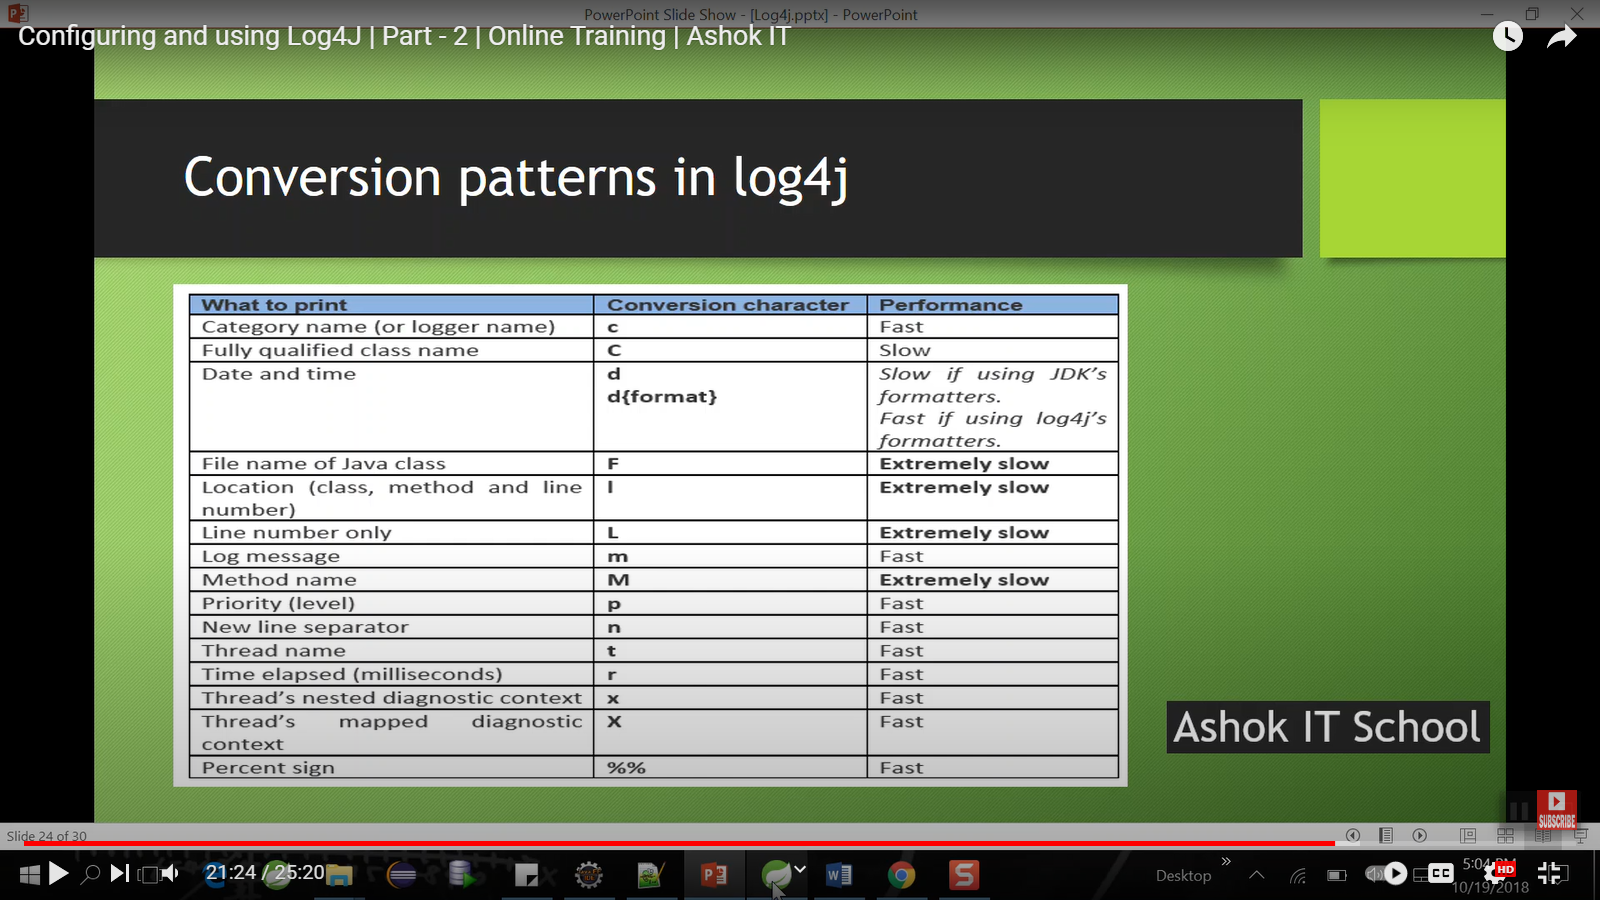 PowerPoint Slide Show - [Log4j.pptx] - PowerPoint
Configuring and using Log4J | Part - 2 | Online Training | Ashok IT
Conversion patterns in log4j
What to print Conversion character Performance
Category name (or logger name) c Fast
Fully qualified class name C Slow
Date and time d Slow if using JDK's
d{format} formatters.
Fast if using log4j's
formatters.
File name of Java class F Extremely slow
Location (class, method and line l Extremely slow
number)
Line number only L Extremely slow
Log message m Fast
Method name M Extremely slow
Priority (level) p Fast
New line separator n Fast
Thread name t Fast
Time elapsed (milliseconds) r Fast
Thread's nested diagnostic context x Fast
Thread's mapped diagnostic X Fast
context
Percent sign %% Fast
Ashok IT School
SUBSCRIBE
Slide 24 of 30
21:24 / 25:20
Desktop
CC
HD
5:04 PM
10/19/2018